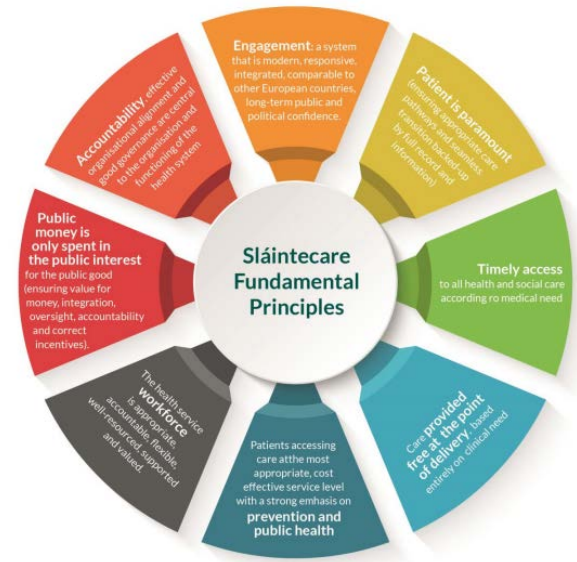 Engagement: a system
that is modern, responsive,
integrated, comparable to
other European countries,
long-term public and
political confidence.
Patient is paramount
(ensuring appropriate care
pathways and seamless
transition backed-up
by full record and
information)
Timely access
to all health and social care
according ro medical need
Care provided
free at the point
of delivery, based
entirely on clinical need
Patients accessing
care atthe most
appropriate, cost
effective service level
with a strong emhasis on
prevention and
public health
The health service
workforce
is appropriate,
accountable, flexible,
well-resourced, supported
and valued.
Public
money is
only spent in
the public interest
for the public good
(ensuring value for
money, integration,
oversight, accountability
and correct
incentives).
Accountability, effective
organisational alignment and
good governance are central
to the organisation and
functioning of the
health system
Sláintecare
Fundamental
Principles